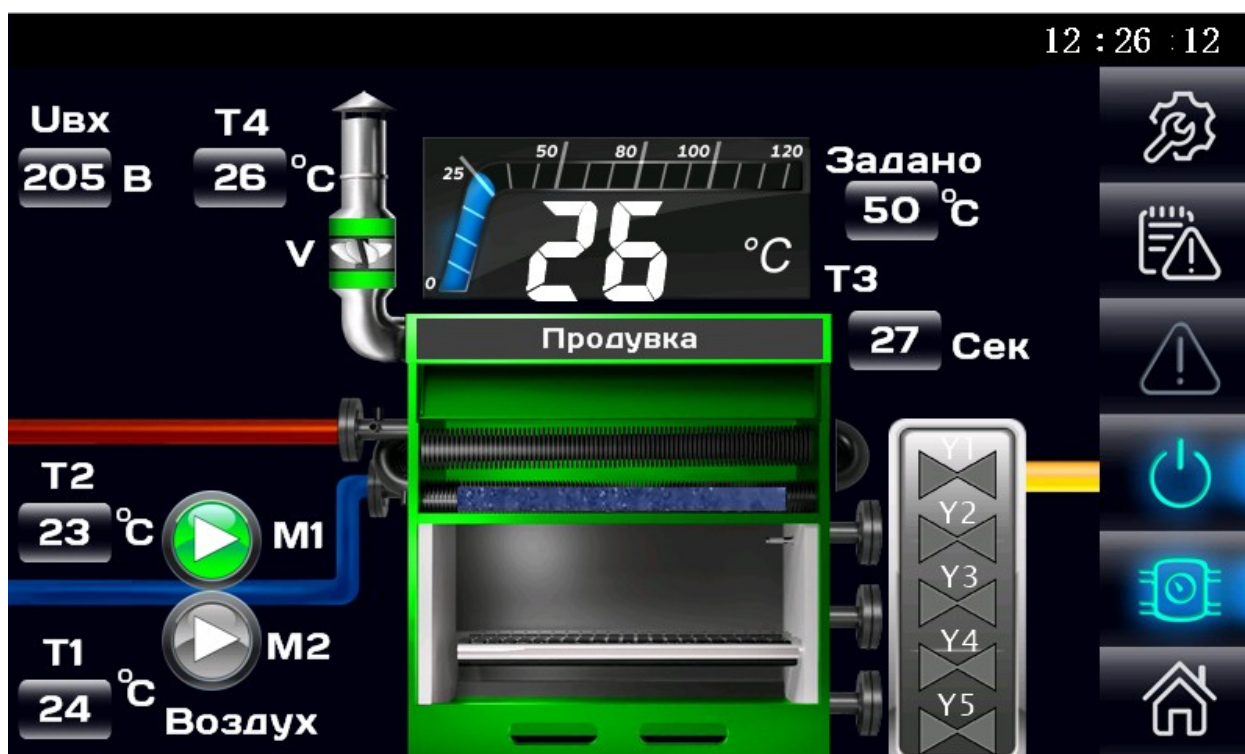 12 : 26 : 12
Uвх
205 В
T4
26 °C
V
0 25 50 80 100 120
26 °C
Задано
50 °C
T3
27 Сек
Продувка
T2
23 °C
M1
M2
T1
24 °C
Воздух
Y1
Y2
Y3
Y4
Y5